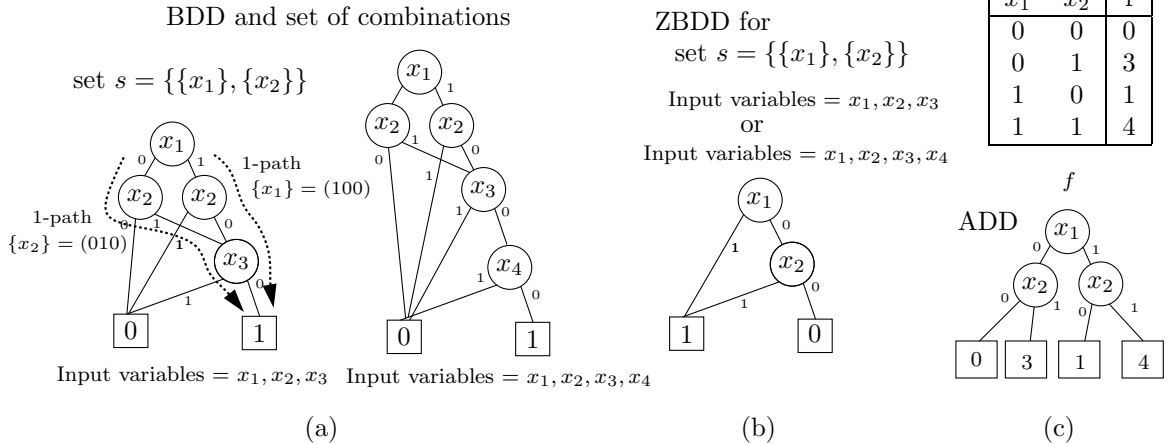 BDD and set of combinations
set s = {{x₁}, {x₂}}
x₁
0 1
x₂ x₂
1-path
{x₁} = (100)
1-path
{x₂} = (010)
0 1 1 0
x₃
1 0
0 1
Input variables = x₁, x₂, x₃
x₁
1
x₂ x₂
0 1 1 0
x₃
1 0
x₄
1 0
0 1
Input variables = x₁, x₂, x₃, x₄
(a)
ZBDD for
set s = {{x₁}, {x₂}}
Input variables = x₁, x₂, x₃
or
Input variables = x₁, x₂, x₃, x₄
x₁
1 0
x₂
1 0
1 0
(b)
0 0 0
0 1 3
1 0 1
1 1 4
f
ADD
x₁
0 1
x₂ x₂
0 1 0 1
0 3 1 4
(c)